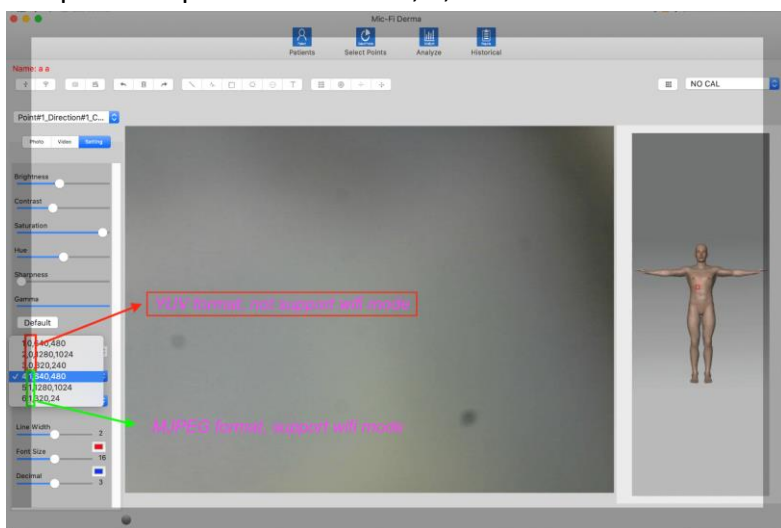 Mic-Fi Derma
Patients Select Points Analyze Historical
Name: a a
NO CAL
Point#1_Direction#1_C...
Photo Video Setting
Brightness
Contrast
Saturation
Hue
Sharpness
Gamma
YUV format, not support wifi mode
Default
1:0,640,480
2:0,1280,1024
3:0,320,240
✓ 4:1,640,480
5:1,1280,1024
6:1,320,24
MJPEG format, support wifi mode
Line Width 2
Font Size 16
Decimal 3